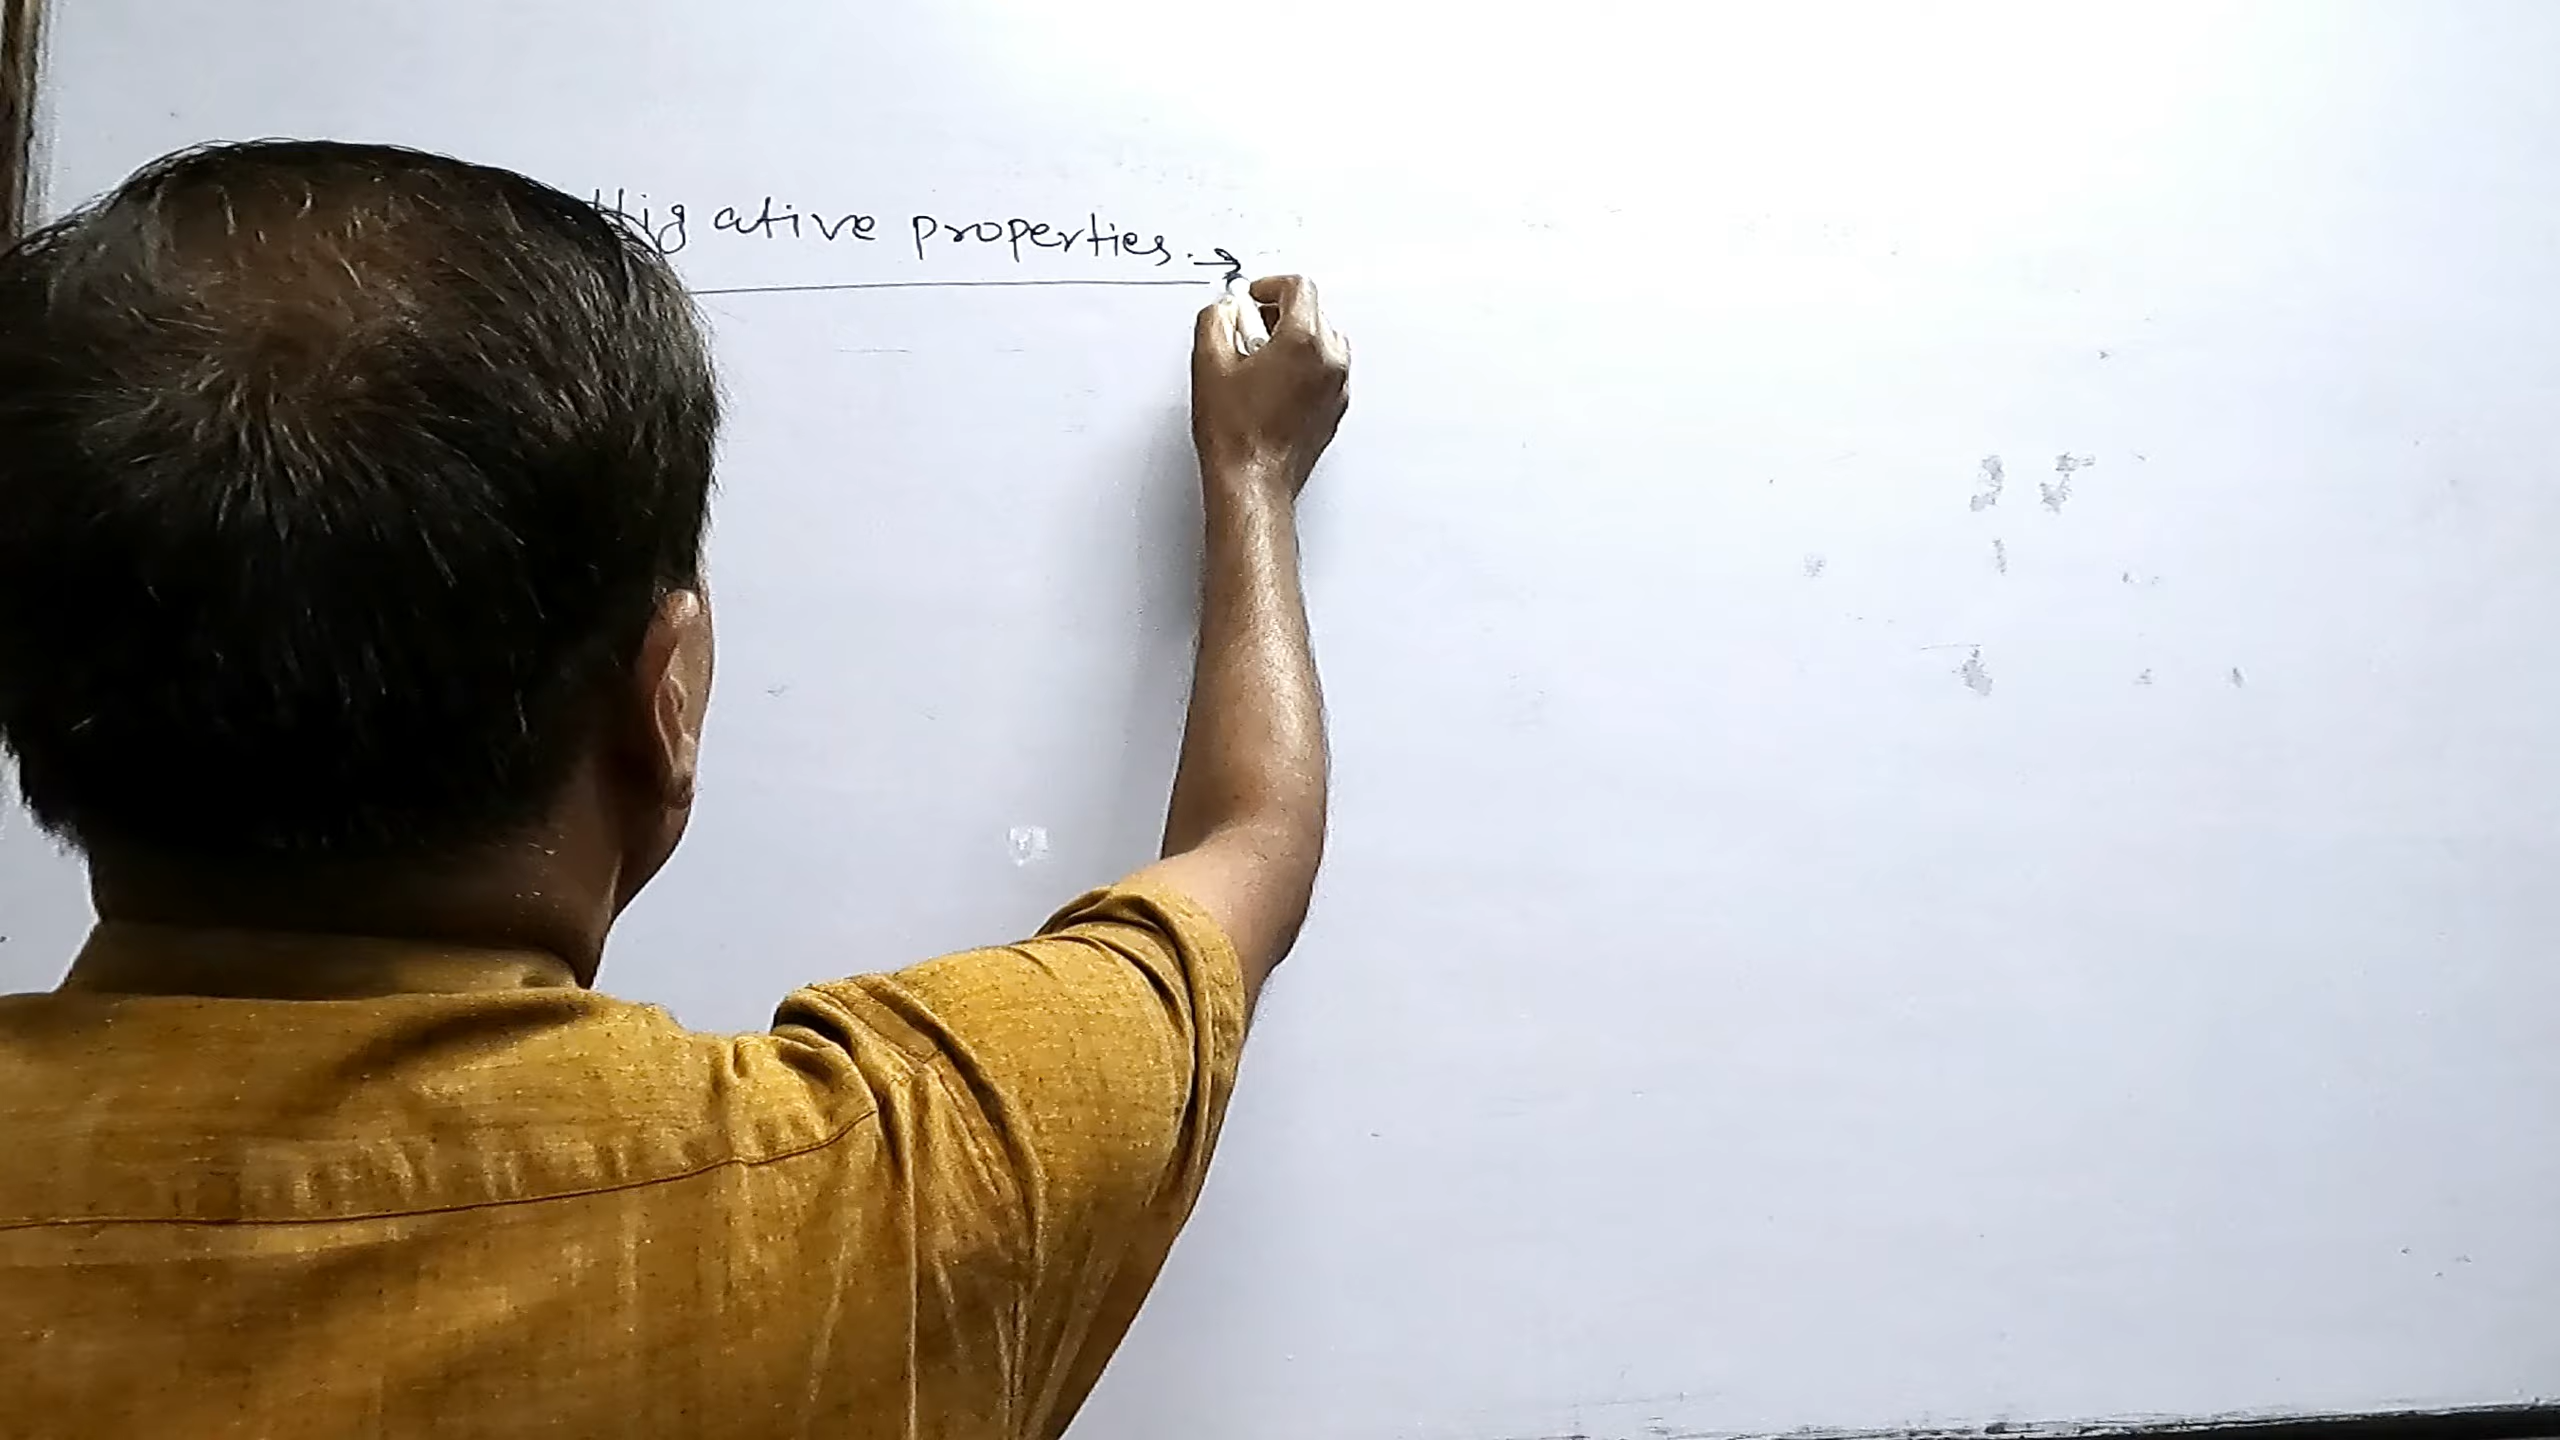 lligative properties. →